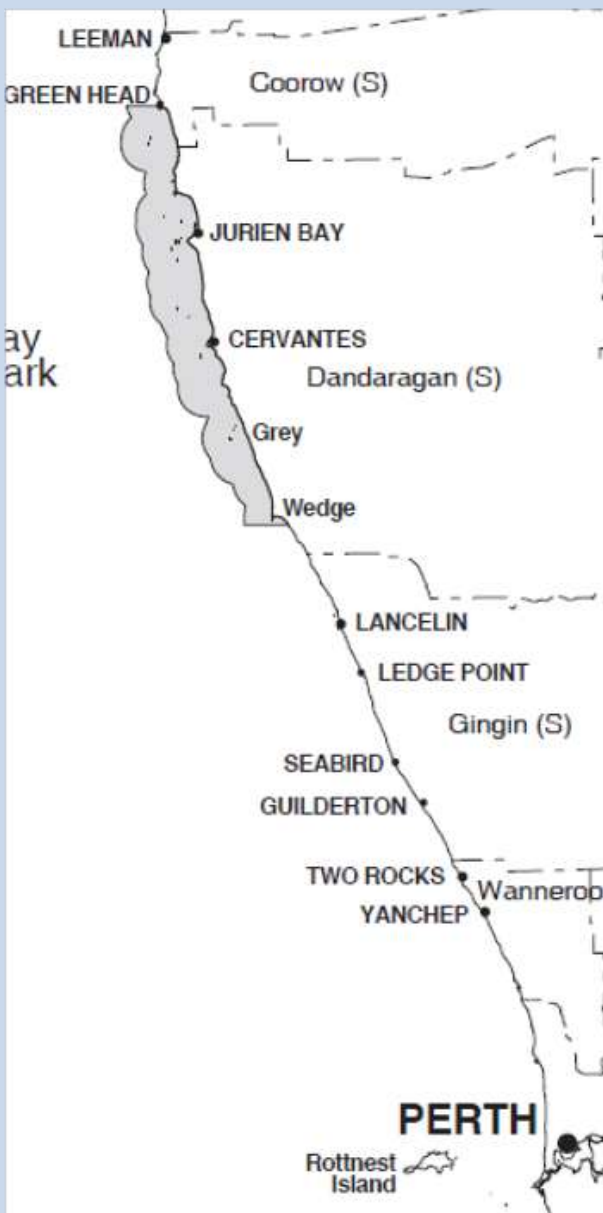 LEEMAN
Coorow (S)
GREEN HEAD
JURIEN BAY
ay
ark
CERVANTES
Dandaragan (S)
Grey
Wedge
LANCELIN
LEDGE POINT
Gingin (S)
SEABIRD
GUILDERTON
TWO ROCKS
Wanneroo
YANCHEP
PERTH
Rottnest
Island